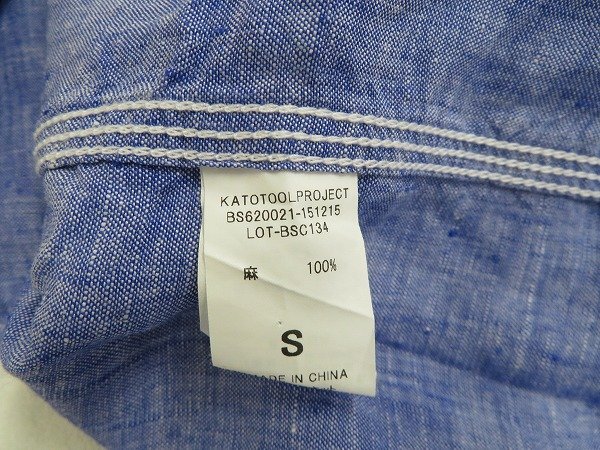 KATOTOOLPROJECT
BS620021-151215
LOT-BSC134
麻 100%
S
MADE IN CHINA